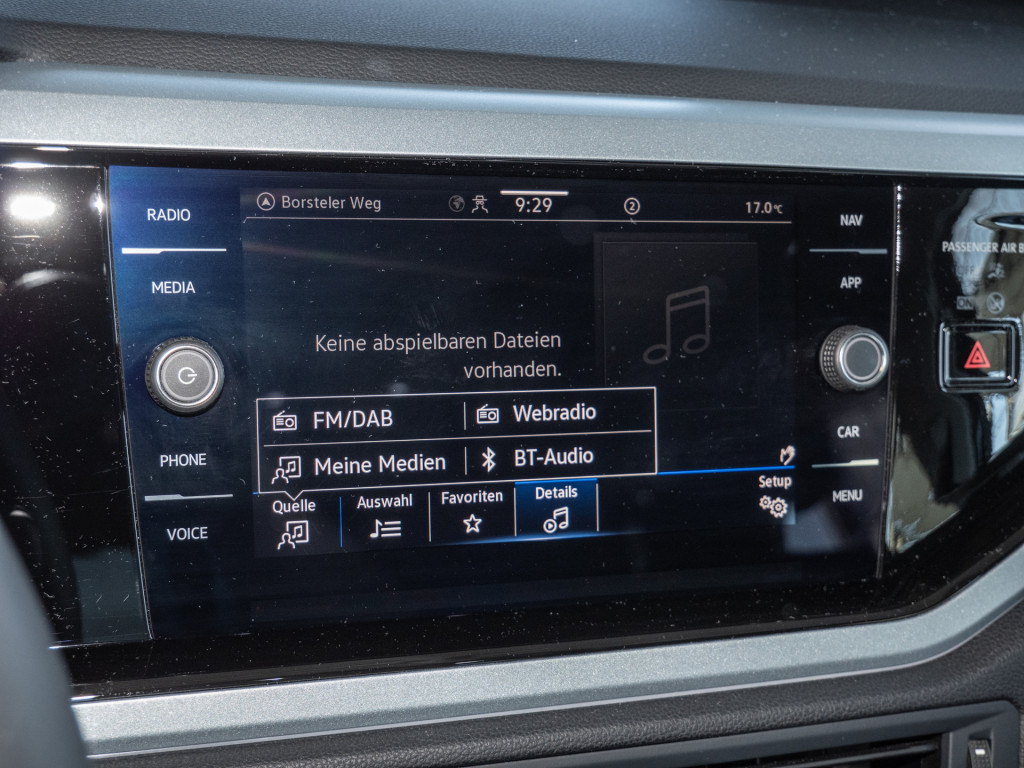 RADIO
MEDIA
PHONE
VOICE
Borsteler Weg
9:29
2
17.0°C
Keine abspielbaren Dateien
vorhanden.
FM/DAB
Webradio
Meine Medien
BT-Audio
Quelle
Auswahl
Favoriten
Details
Setup
NAV
APP
CAR
MENU
PASSENGER AIR B